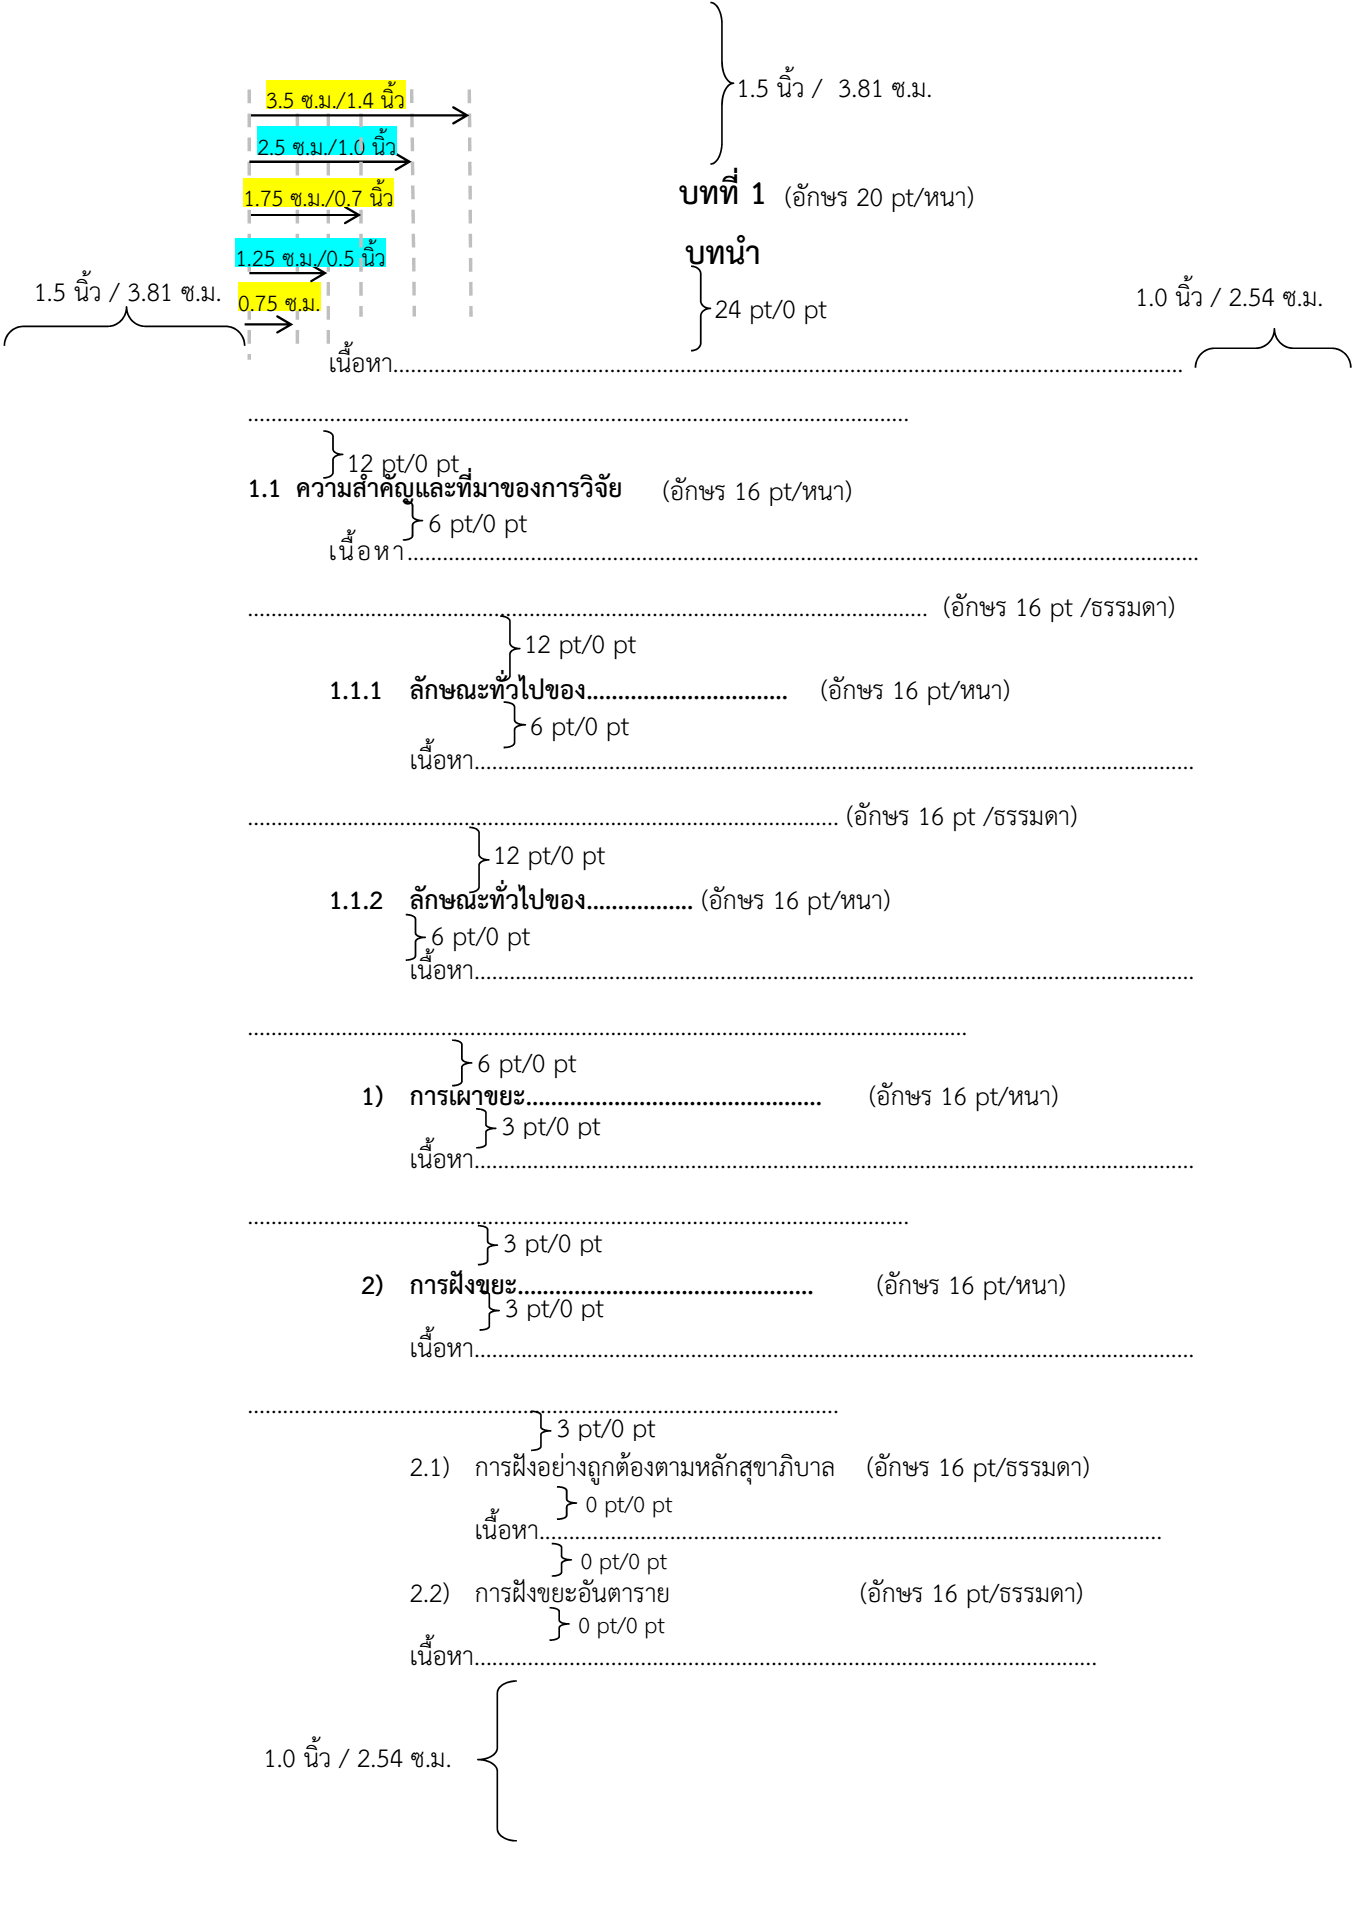 1.5 นิ้ว / 3.81 ซ.ม.
3.5 ซ.ม./1.4 นิ้ว
2.5 ซ.ม./1.0 นิ้ว
1.75 ซ.ม./0.7 นิ้ว
บทที่ 1 (อักษร 20 pt/หนา)
บทนำ
1.25 ซ.ม./0.5 นิ้ว
1.5 นิ้ว / 3.81 ซ.ม.
0.75 ซ.ม.
24 pt/0 pt
1.0 นิ้ว / 2.54 ซ.ม.
เนื้อหา.........................................................................................................................................
...................................................................................................................
12 pt/0 pt
1.1 ความสำคัญและที่มาของการวิจัย (อักษร 16 pt/หนา)
6 pt/0 pt
เนื้อหา.........................................................................................................................................
...................................................................................................................... (อักษร 16 pt /ธรรมดา)
12 pt/0 pt
1.1.1 ลักษณะทั่วไปของ................................ (อักษร 16 pt/หนา)
6 pt/0 pt
เนื้อหา.............................................................................................................................
...................................................................................................... (อักษร 16 pt /ธรรมดา)
12 pt/0 pt
1.1.2 ลักษณะทั่วไปของ................. (อักษร 16 pt/หนา)
6 pt/0 pt
เนื้อหา.............................................................................................................................
.............................................................................................................................
6 pt/0 pt
1) การเผาขยะ............................................... (อักษร 16 pt/หนา)
3 pt/0 pt
เนื้อหา.............................................................................................................................
...................................................................................................................
3 pt/0 pt
2) การฝังขยะ............................................... (อักษร 16 pt/หนา)
3 pt/0 pt
เนื้อหา.............................................................................................................................
......................................................................................................
3 pt/0 pt
2.1) การฝังอย่างถูกต้องตามหลักสุขาภิบาล (อักษร 16 pt/ธรรมดา)
0 pt/0 pt
เนื้อหา............................................................................................................
0 pt/0 pt
2.2) การฝังขยะอันตาราย (อักษร 16 pt/ธรรมดา)
0 pt/0 pt
เนื้อหา............................................................................................................
1.0 นิ้ว / 2.54 ซ.ม.